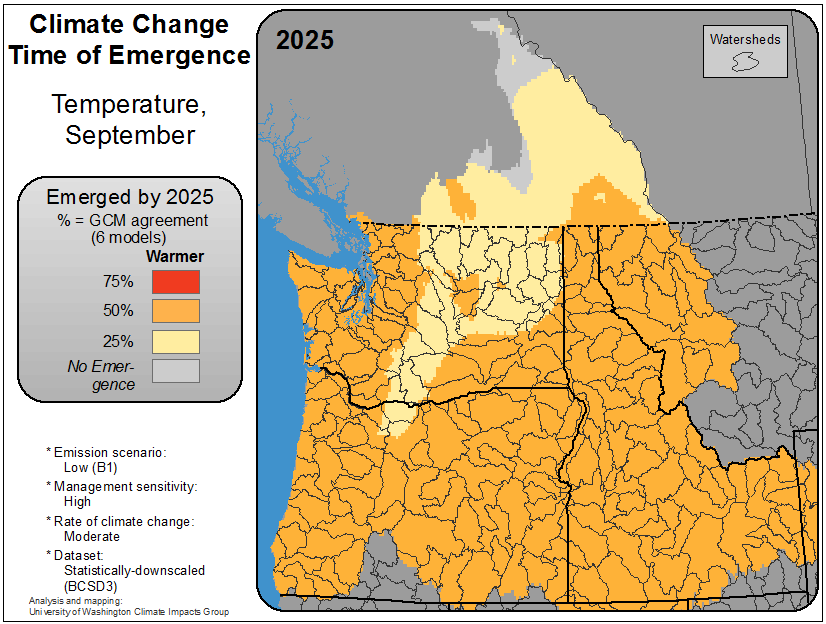 Climate Change
Time of Emergence
Temperature,
September
Emerged by 2025
% = GCM agreement
(6 models)
Warmer
75%
50%
25%
No Emer-
gence
* Emission scenario:
Low (B1)
* Management sensitivity:
High
* Rate of climate change:
Moderate
* Dataset:
Statistically-downscaled
(BCSD3)
Analysis and mapping:
University of Washington Climate Impacts Group
2025
Watersheds